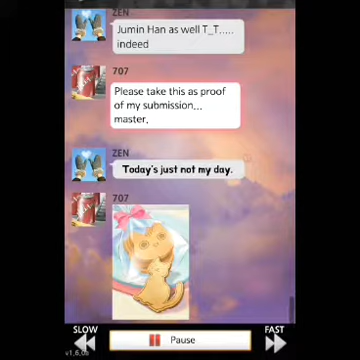 ZEN
Jumin Han as well T_T.....
indeed
707
Please take this as proof
of my submission...
master.
ZEN
Today's just not my day.
707
SLOW
FAST
Pause